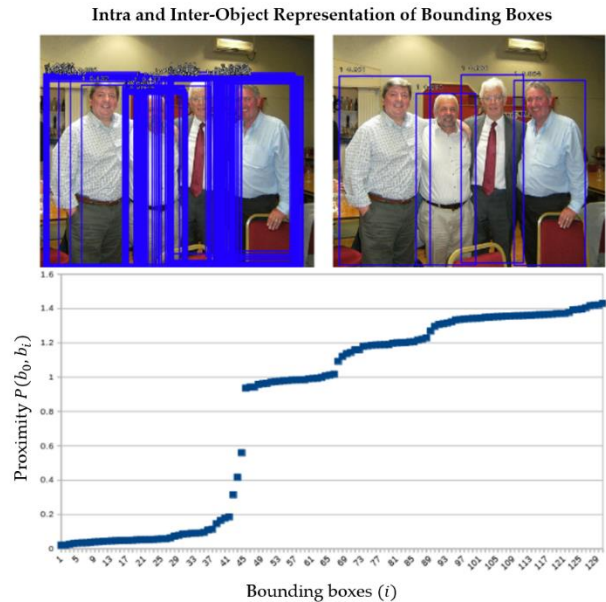 Intra and Inter-Object Representation of Bounding Boxes
1.6
1.4
1.2
1
0.8
0.6
0.4
0.2
0
Proximity P(b₀, bᵢ)
1 5 9 13 17 21 25 29 33 37 41 45 49 53 57 61 65 69 73 77 81 85 89 93 97 101 105 109 113 117 121 125 129
Bounding boxes (i)